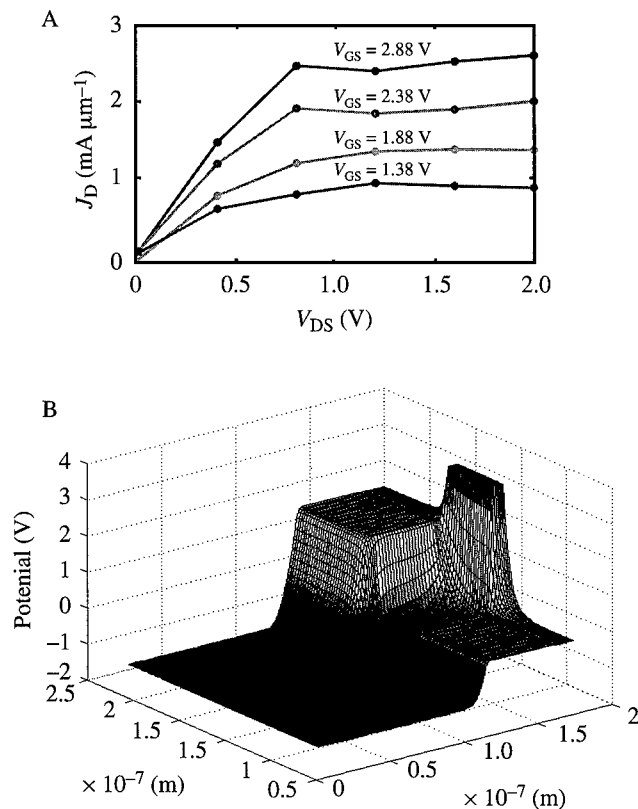 A
3
2
1
0
J_D (mA μm⁻¹)
V_GS = 2.88 V
V_GS = 2.38 V
V_GS = 1.88 V
V_GS = 1.38 V
0
0.5
1.0
1.5
2.0
V_DS (V)
B
4
3
2
1
0
−1
−2
Potenial (V)
2.5
2
1.5
1.5
1
0.5
× 10⁻⁷ (m)
0
0.5
1.0
1.5
2
× 10⁻⁷ (m)